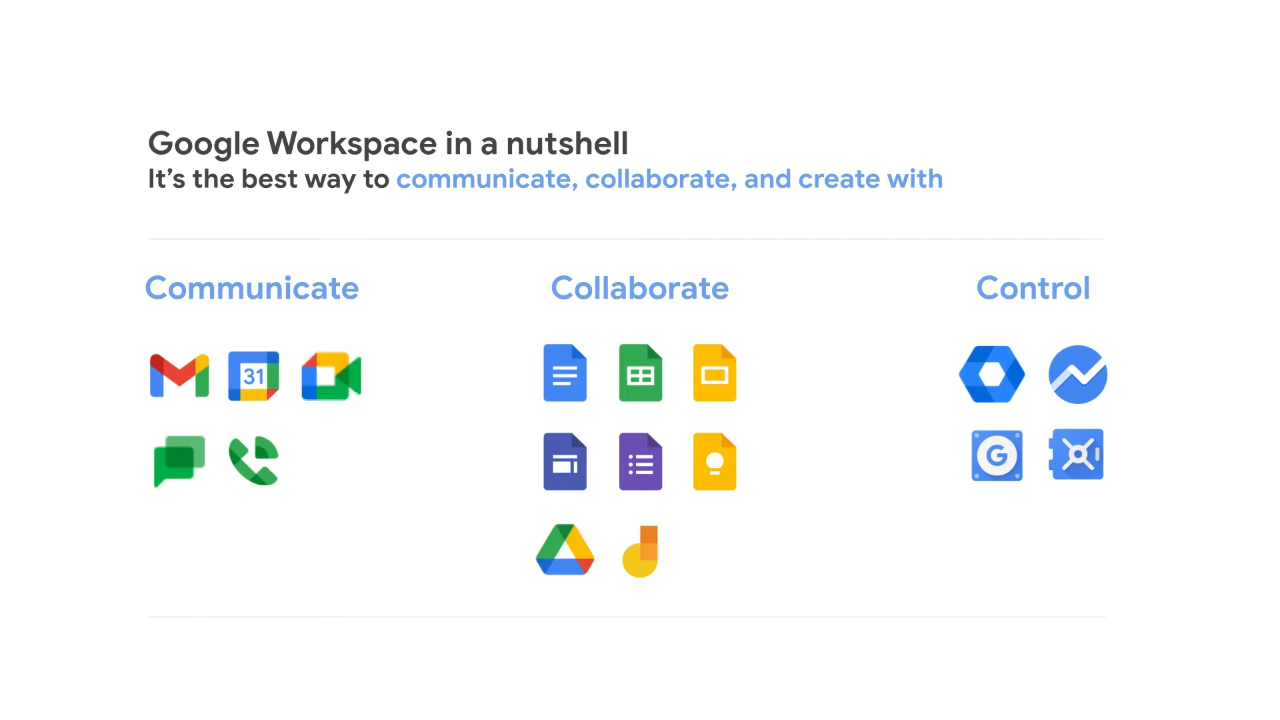 Google Workspace in a nutshell
It's the best way to communicate, collaborate, and create with
Communicate
Collaborate
Control
31
G